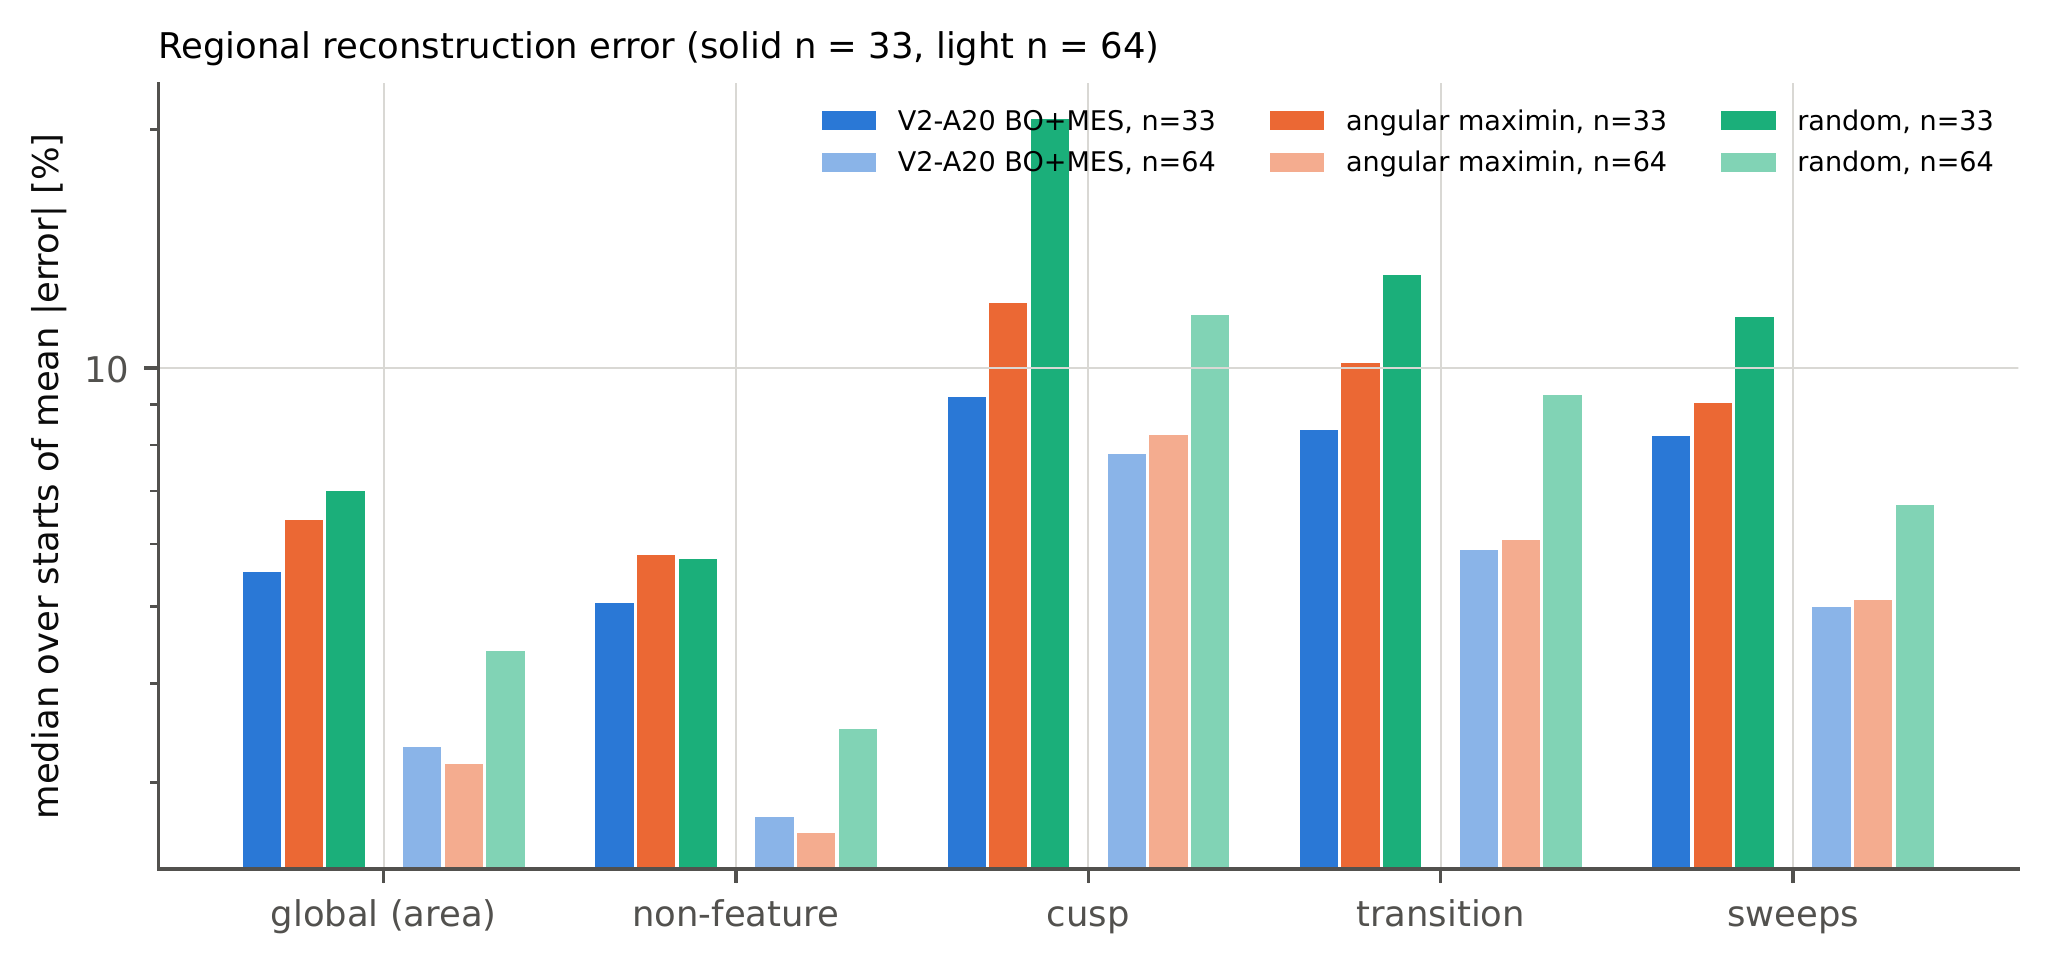 Regional reconstruction error (solid n = 33, light n = 64)
V2-A20 BO+MES, n=33
V2-A20 BO+MES, n=64
angular maximin, n=33
angular maximin, n=64
random, n=33
random, n=64
median over starts of mean |error| [%]
10
global (area)
non-feature
cusp
transition
sweeps